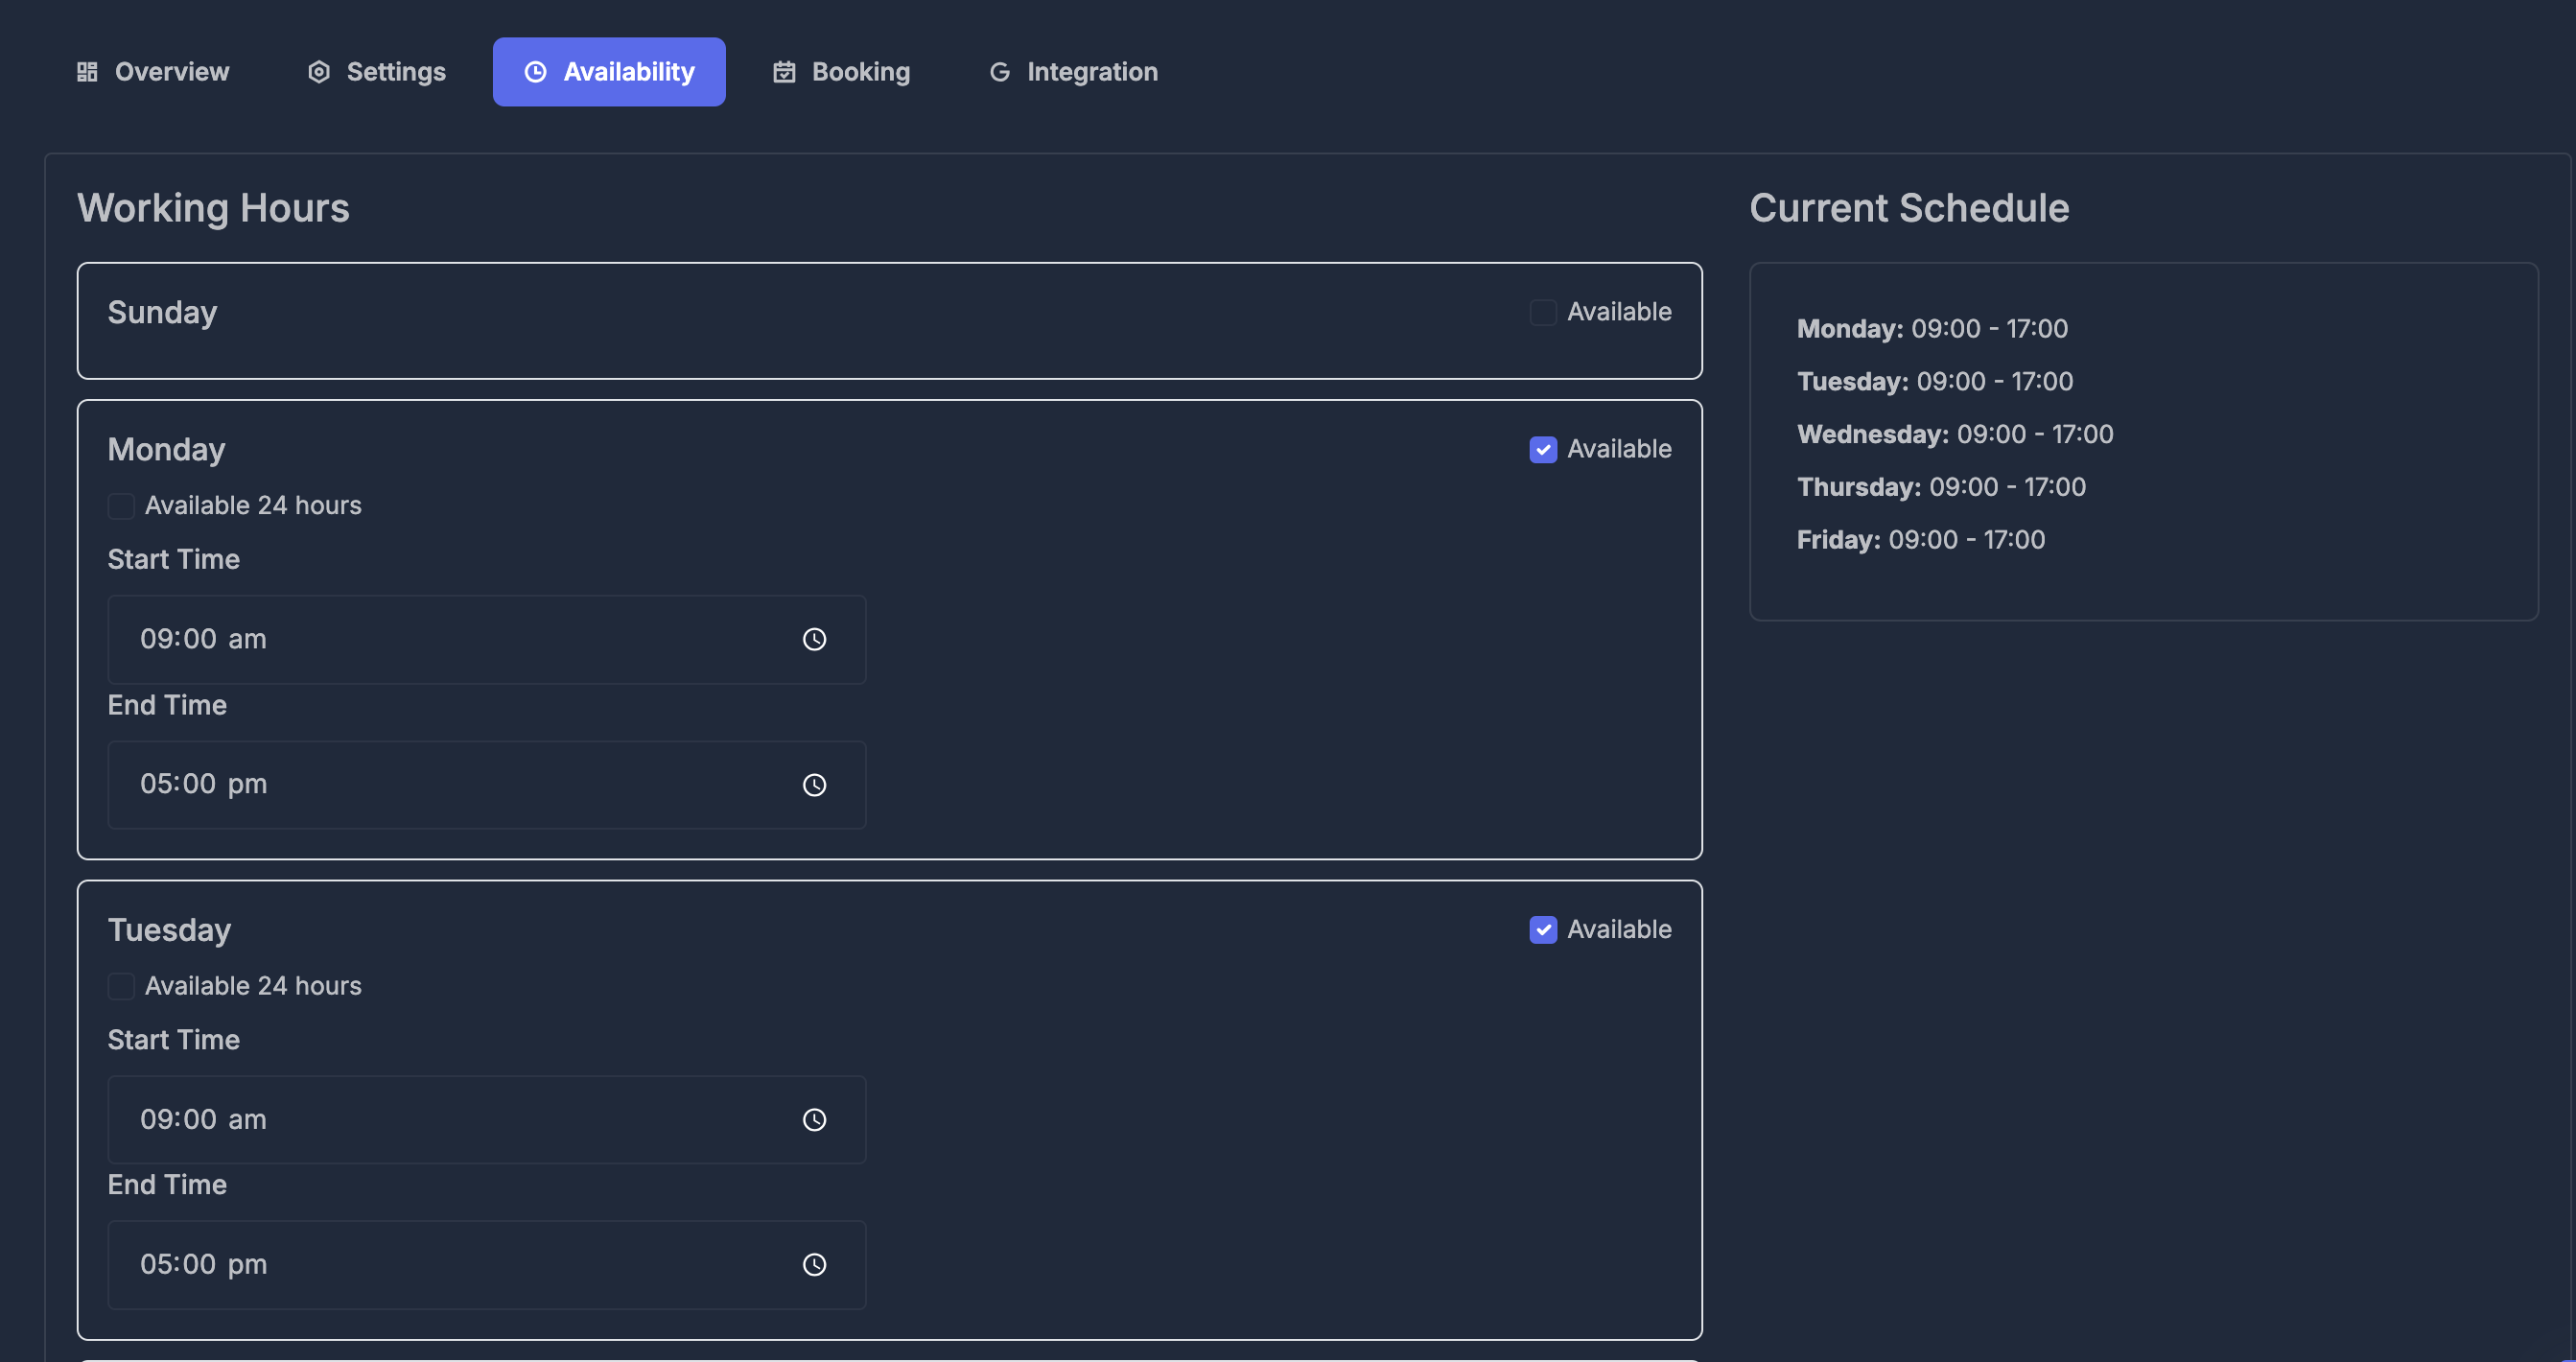 Overview Settings Availability Booking Integration
Working Hours
Sunday Available
Monday Available
Available 24 hours
Start Time
09:00 am
End Time
05:00 pm
Tuesday Available
Available 24 hours
Start Time
09:00 am
End Time
05:00 pm
Current Schedule
Monday: 09:00 - 17:00
Tuesday: 09:00 - 17:00
Wednesday: 09:00 - 17:00
Thursday: 09:00 - 17:00
Friday: 09:00 - 17:00